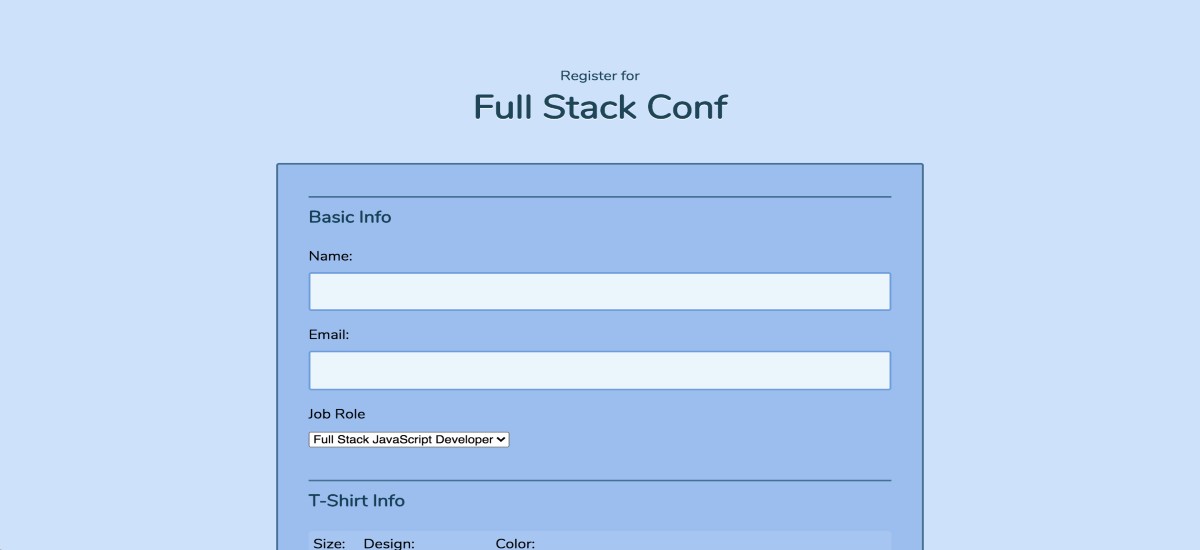 Register for
Full Stack Conf
Basic Info
Name:
Email:
Job Role
Full Stack JavaScript Developer
T-Shirt Info
Size: Design: Color: